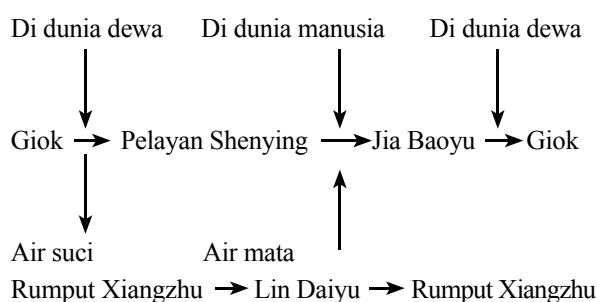 Di dunia dewa Di dunia manusia Di dunia dewa
Giok Pelayan Shenying Jia Baoyu Giok
Air suci Air mata
Rumput Xiangzhu Lin Daiyu Rumput Xiangzhu